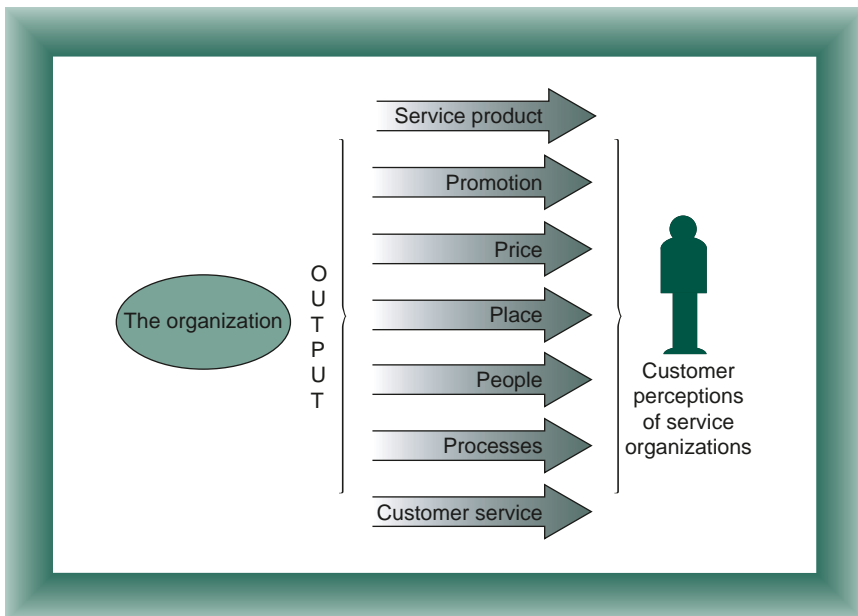 The organization
O
U
T
P
U
T
Service product
Promotion
Price
Place
People
Processes
Customer service
Customer
perceptions
of service
organizations